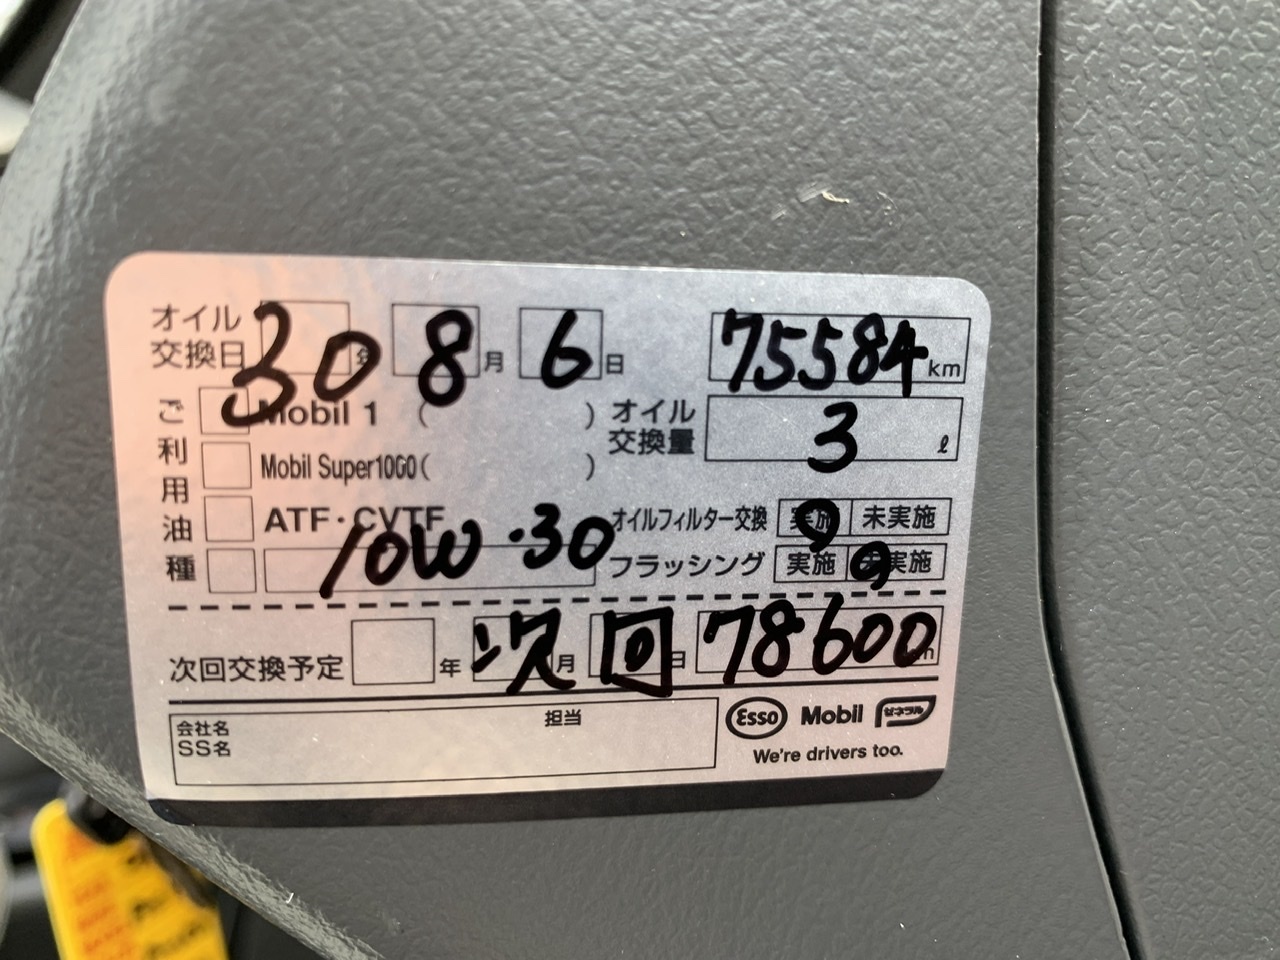 オイル交換日 30年 8月 6日 75584 km
ご利用油種
Mobil 1 ( )
オイル交換量 3 ℓ
Mobil Super1000( )
ATF・CVTF
オイルフィルター交換 実施 未実施
10W・30
フラッシング 実施 未実施
次回交換予定 年 月 日 次回 78600 km
会社名
SS名
担当
Esso Mobil ゼネラル
We're drivers too.